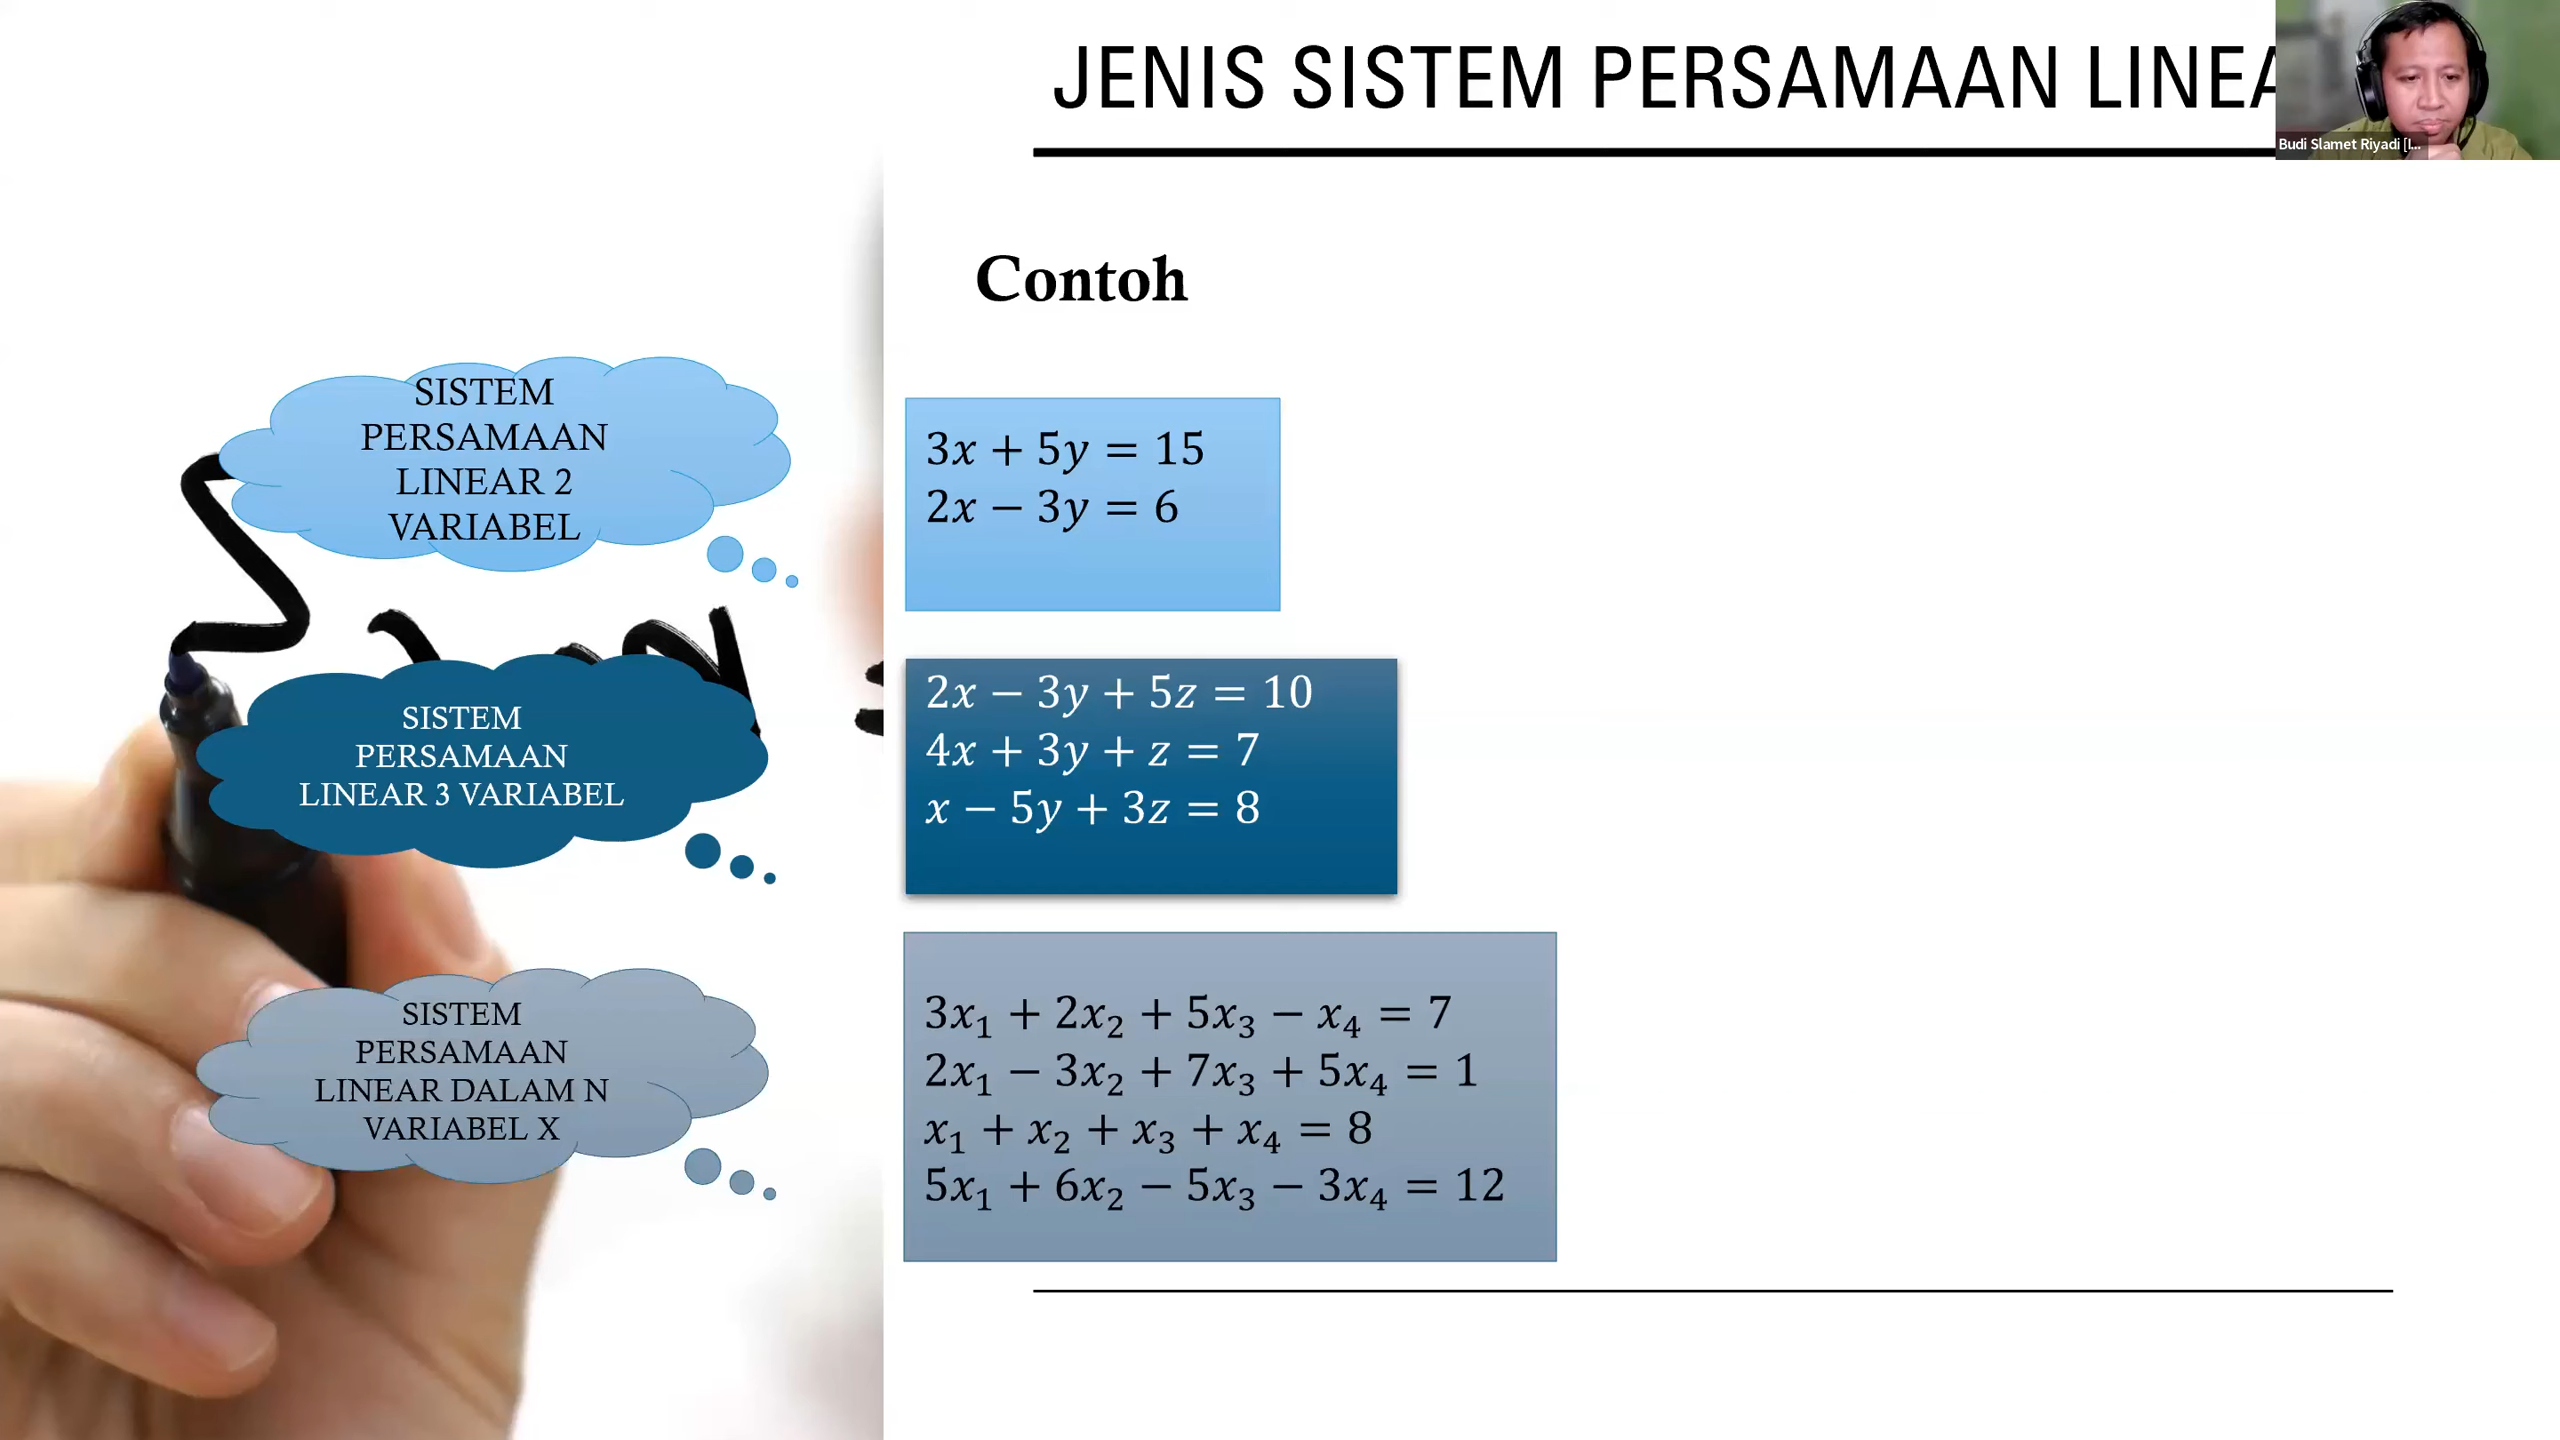 JENIS SISTEM PERSAMAAN LINEA
Budi Slamet Riyadi [I...
Contoh
SISTEM
PERSAMAAN
LINEAR 2
VARIABEL
3x + 5y = 15
2x − 3y = 6
SISTEM
PERSAMAAN
LINEAR 3 VARIABEL
2x − 3y + 5z = 10
4x + 3y + z = 7
x − 5y + 3z = 8
SISTEM
PERSAMAAN
LINEAR DALAM N
VARIABEL X
3x₁ + 2x₂ + 5x₃ − x₄ = 7
2x₁ − 3x₂ + 7x₃ + 5x₄ = 1
x₁ + x₂ + x₃ + x₄ = 8
5x₁ + 6x₂ − 5x₃ − 3x₄ = 12